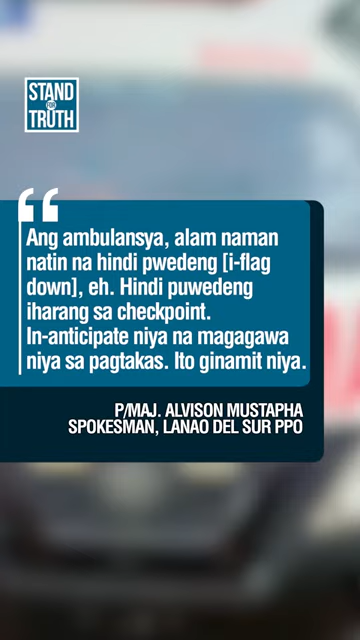 STAND
FOR
TRUTH
Ang ambulansya, alam naman
natin na hindi pwedeng [i-flag
down], eh. Hindi puwedeng
iharang sa checkpoint.
In-anticipate niya na magagawa
niya sa pagtakas. Ito ginamit niya.
P/MAJ. ALVISON MUSTAPHA
SPOKESMAN, LANAO DEL SUR PPO